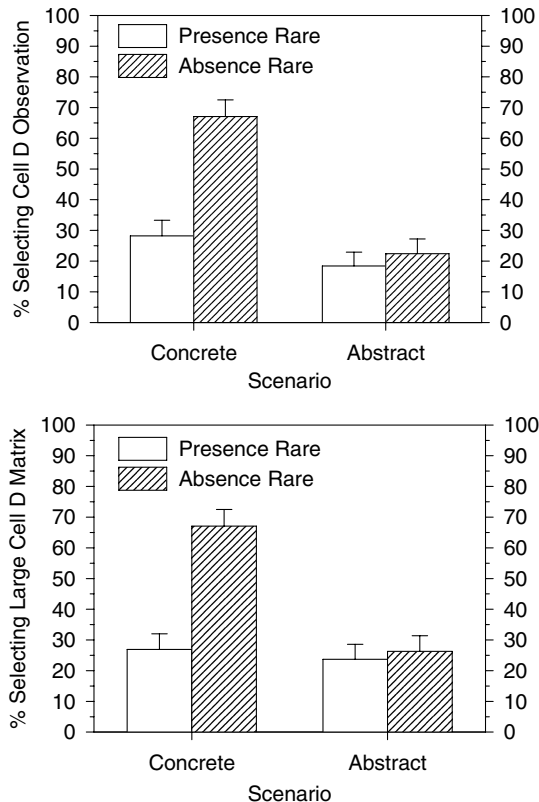 % Selecting Cell D Observation
100 100
90 90
80 80
70 70
60 60
50 50
40 40
30 30
20 20
10 10
0 0
Presence Rare
Absence Rare
Concrete Abstract
Scenario
% Selecting Large Cell D Matrix
100 100
90 90
80 80
70 70
60 60
50 50
40 40
30 30
20 20
10 10
0 0
Presence Rare
Absence Rare
Concrete Abstract
Scenario